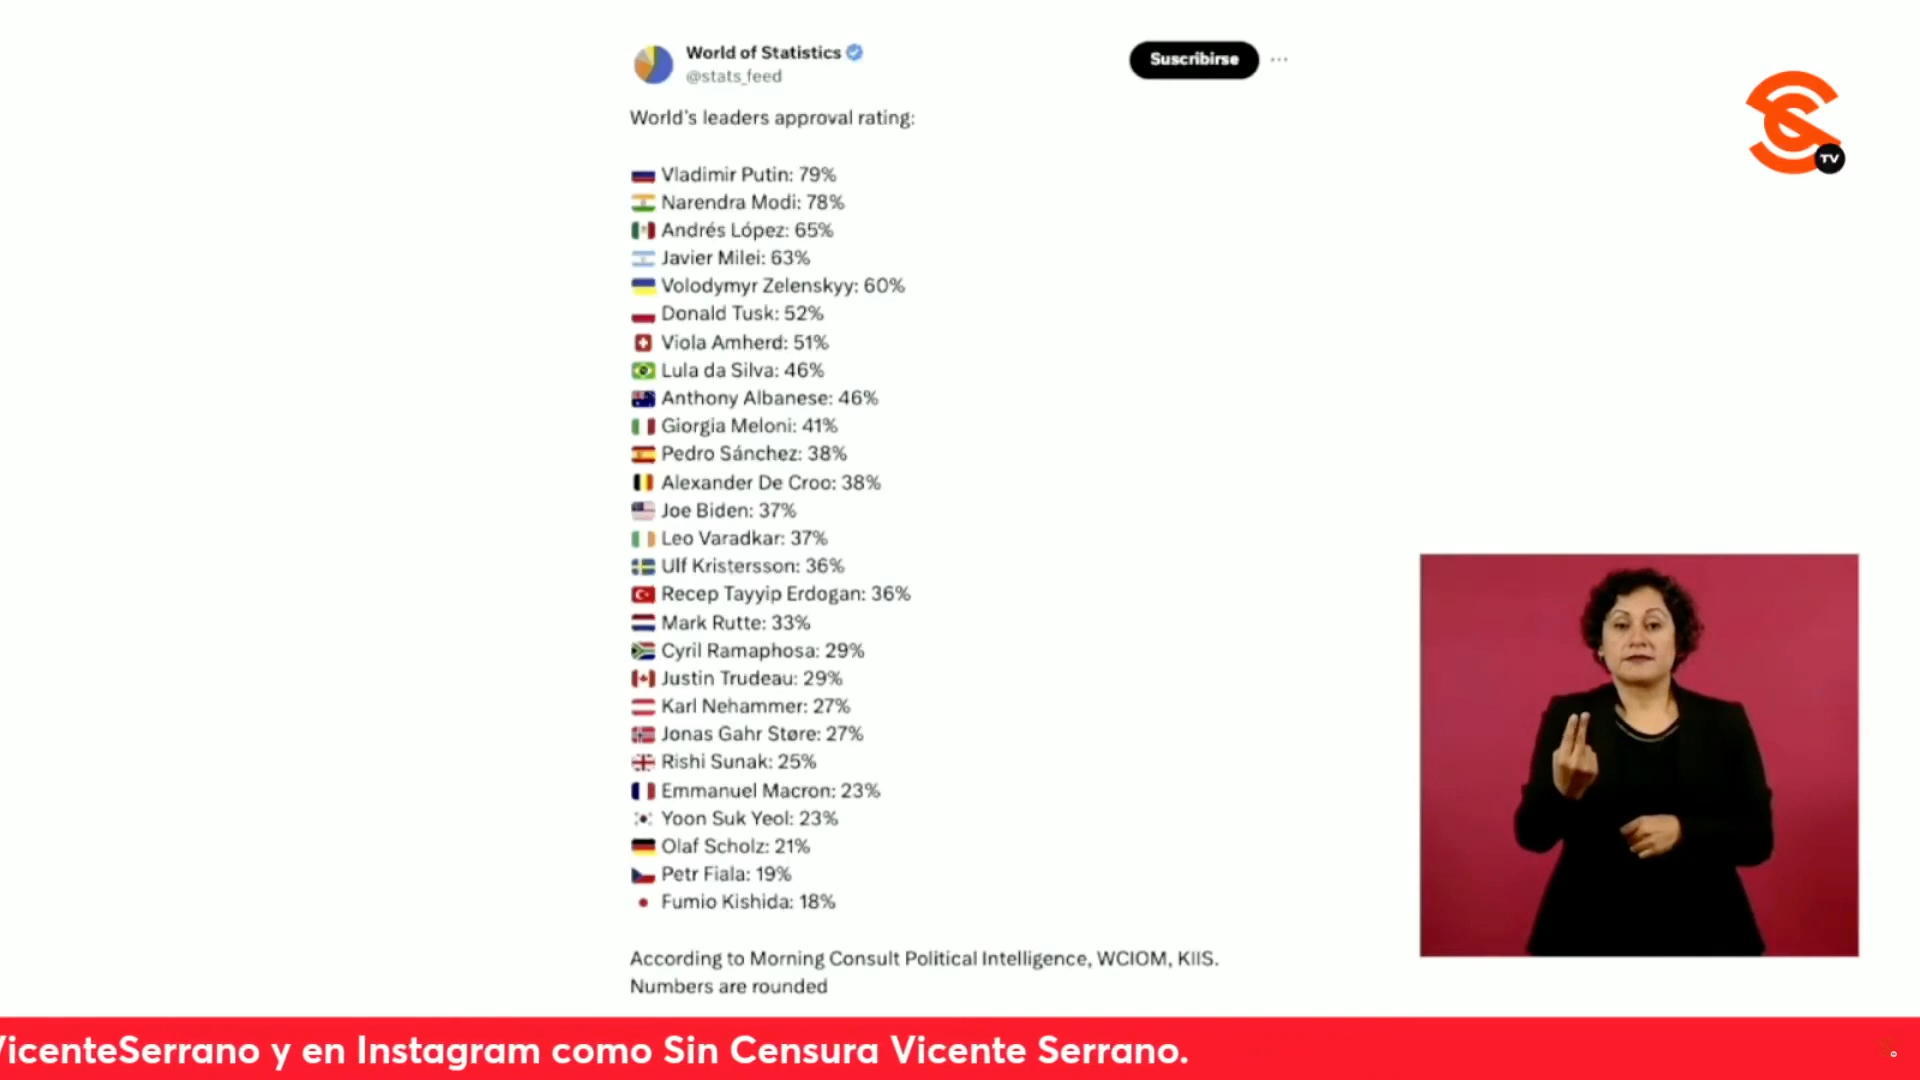 World of Statistics
@stats_feed
Suscribirse
World's leaders approval rating:
Vladimir Putin: 79%
Narendra Modi: 78%
Andrés López: 65%
Javier Milei: 63%
Volodymyr Zelenskyy: 60%
Donald Tusk: 52%
Viola Amherd: 51%
Lula da Silva: 46%
Anthony Albanese: 46%
Giorgia Meloni: 41%
Pedro Sánchez: 38%
Alexander De Croo: 38%
Joe Biden: 37%
Leo Varadkar: 37%
Ulf Kristersson: 36%
Recep Tayyip Erdogan: 36%
Mark Rutte: 33%
Cyril Ramaphosa: 29%
Justin Trudeau: 29%
Karl Nehammer: 27%
Jonas Gahr Støre: 27%
Rishi Sunak: 25%
Emmanuel Macron: 23%
Yoon Suk Yeol: 23%
Olaf Scholz: 21%
Petr Fiala: 19%
Fumio Kishida: 18%
According to Morning Consult Political Intelligence, WCIOM, KIIS.
Numbers are rounded
TV
VicenteSerrano y en Instagram como Sin Censura Vicente Serrano.